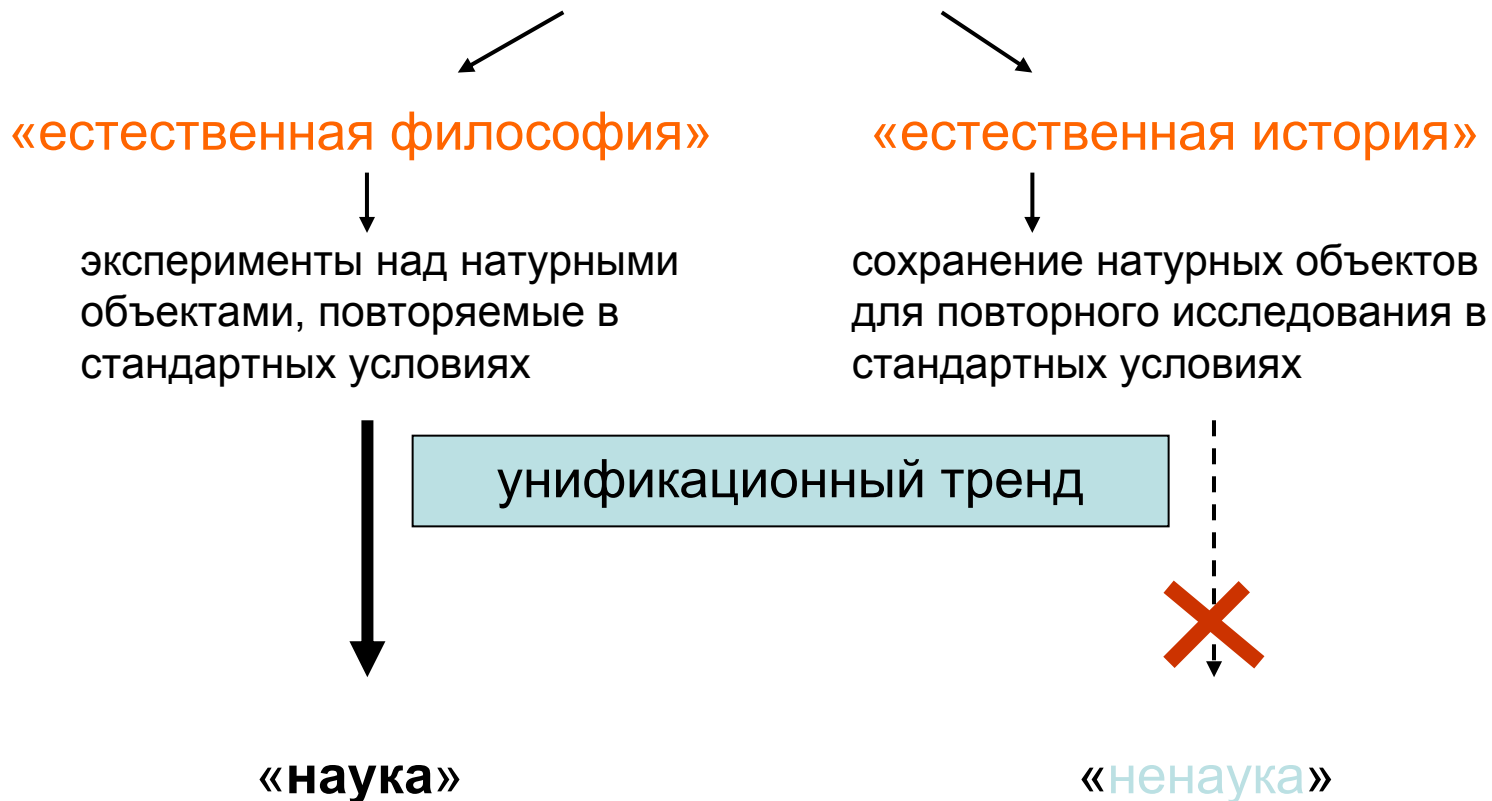 «естественная философия»
«естественная история»
эксперименты над натурными
объектами, повторяемые в
стандартных условиях
сохранение натурных объектов
для повторного исследования в
стандартных условиях
унификационный тренд
«наука»
«ненаука»